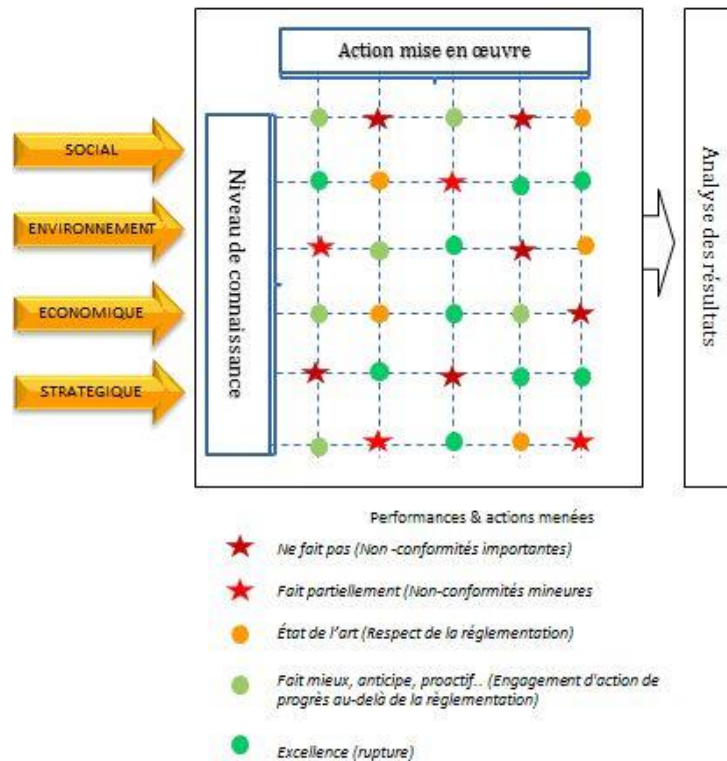 Action mise en œuvre
SOCIAL
ENVIRONNEMENT
ECONOMIQUE
STRATEGIQUE
Niveau de connaissance
Analyse des résultats
Performances & actions menées
Ne fait pas (Non -conformités importantes)
Fait partiellement (Non-conformités mineures
État de l'art (Respect de la réglementation)
Fait mieux, anticipe, proactif.. (Engagement d'action de
progrès au-delà de la règlementation)
Excellence (rupture)